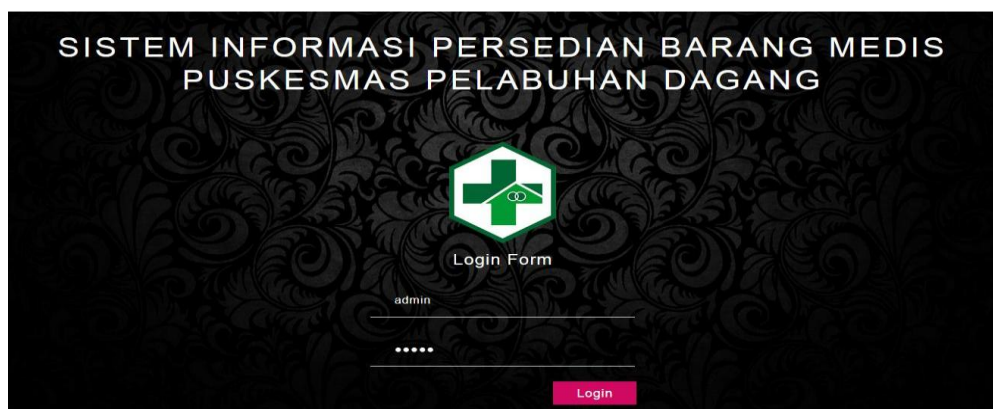 SISTEM INFORMASI PERSEDIAN BARANG MEDIS
PUSKESMAS PELABUHAN DAGANG
Login Form
admin
•••••
Login